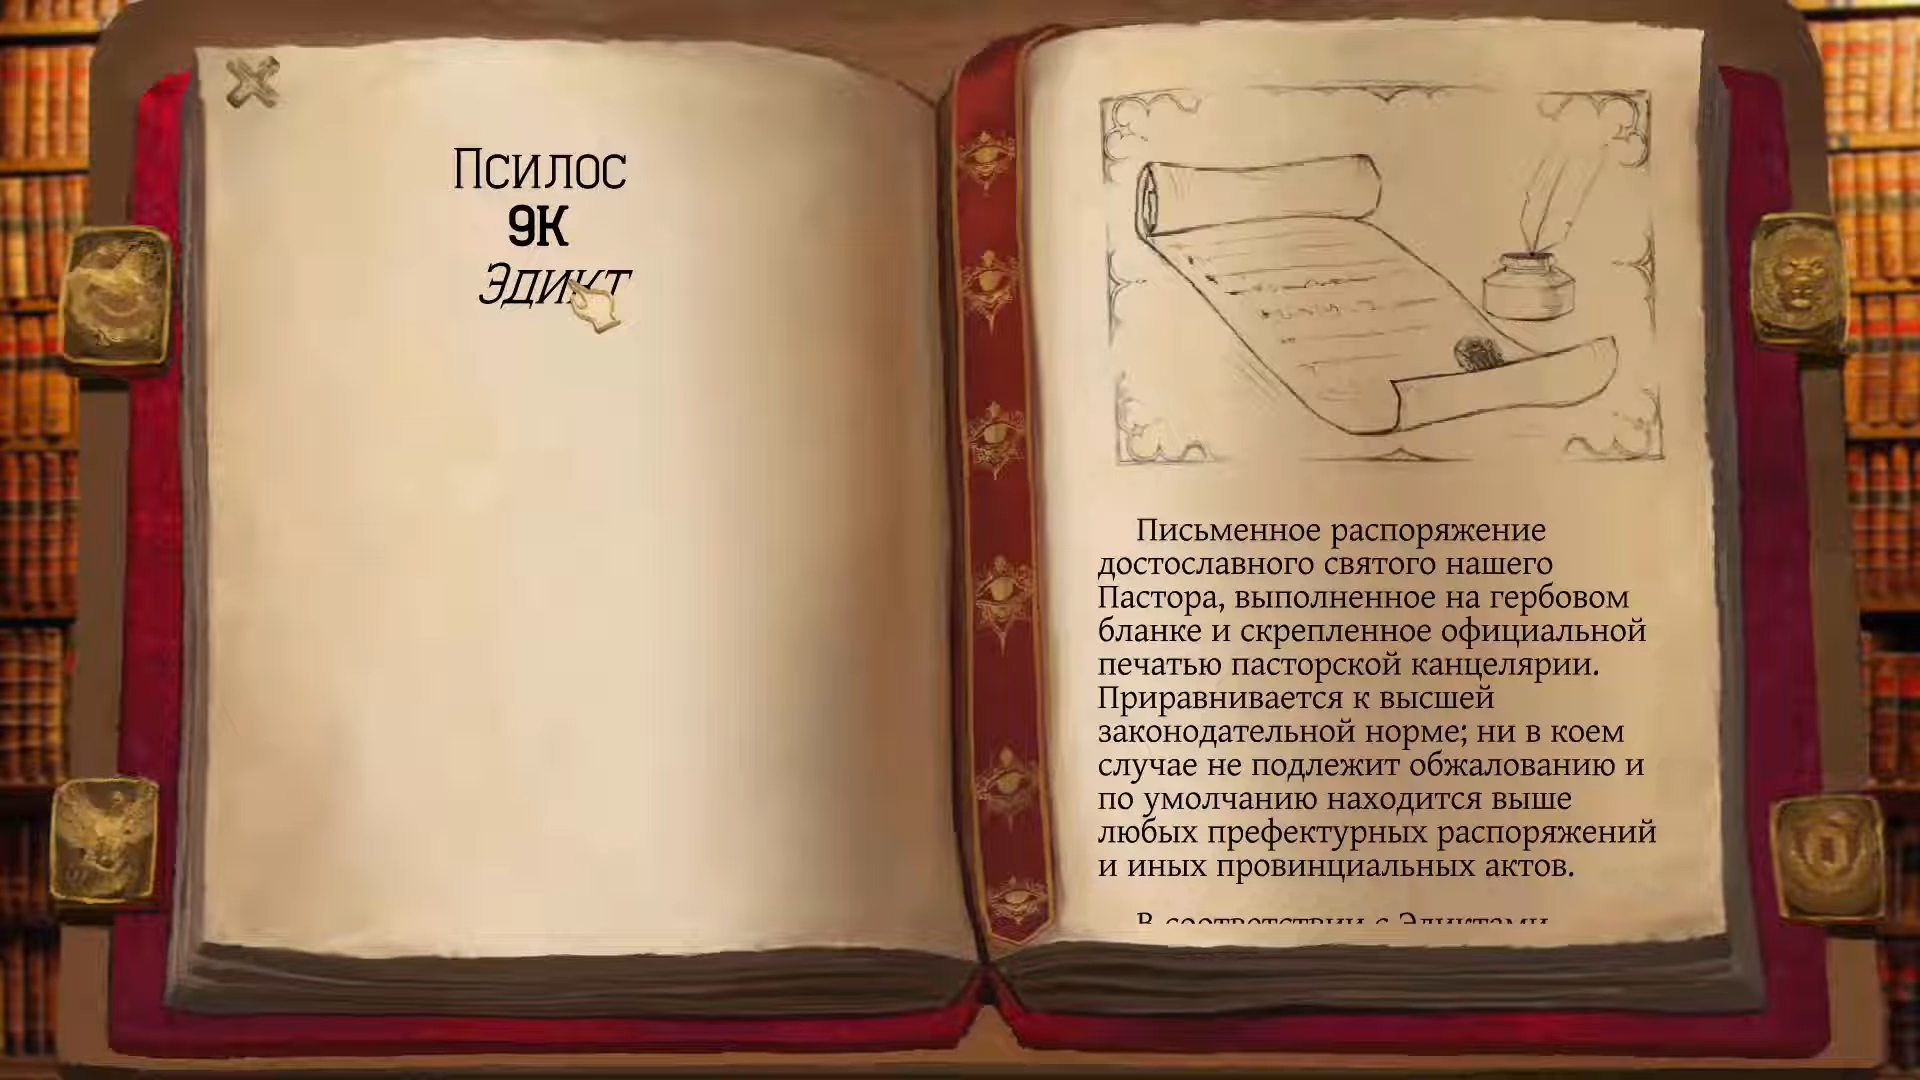 Псилос
9К
Эдикт
Письменное распоряжение
достославного святого нашего
Пастора, выполненное на гербовом
бланке и скрепленное официальной
печатью пасторской канцелярии.
Приравнивается к высшей
законодательной норме; ни в коем
случае не подлежит обжалованию и
по умолчанию находится выше
любых префектурных распоряжений
и иных провинциальных актов.
В соответствии с Эдиктами